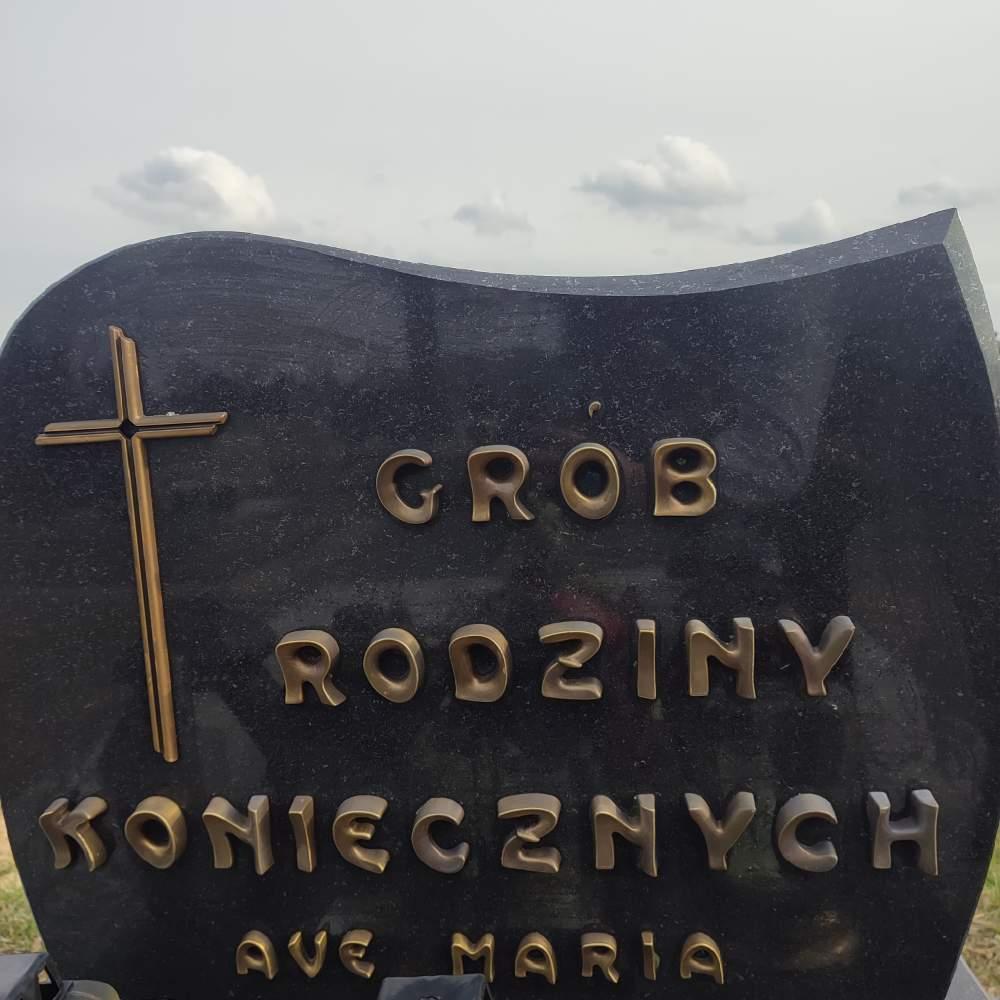 GRÓB
RODZINY
KONIECZNYCH
AVE MARIA